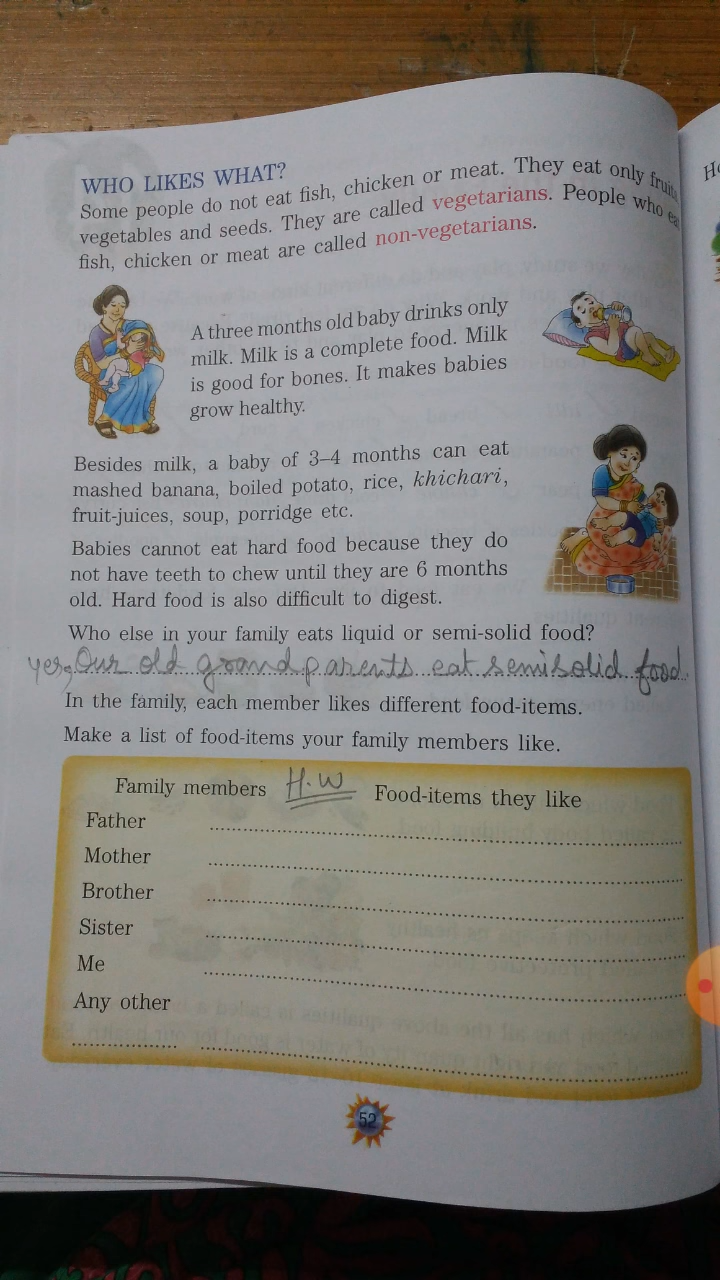 WHO LIKES WHAT?
Some people do not eat fish, chicken or meat. They eat only fruits
vegetables and seeds. They are called vegetarians. People who ea
fish, chicken or meat are called non-vegetarians.
A three months old baby drinks only
milk. Milk is a complete food. Milk
is good for bones. It makes babies
grow healthy.
Besides milk, a baby of 3–4 months can eat
mashed banana, boiled potato, rice, khichari,
fruit-juices, soup, porridge etc.
Babies cannot eat hard food because they do
not have teeth to chew until they are 6 months
old. Hard food is also difficult to digest.
Who else in your family eats liquid or semi-solid food?
yes, Our old grand parents eat semisolid food.
In the family, each member likes different food-items.
Make a list of food-items your family members like.
Family members H.W Food-items they like
Father
Mother
Brother
Sister
Me
Any other
52